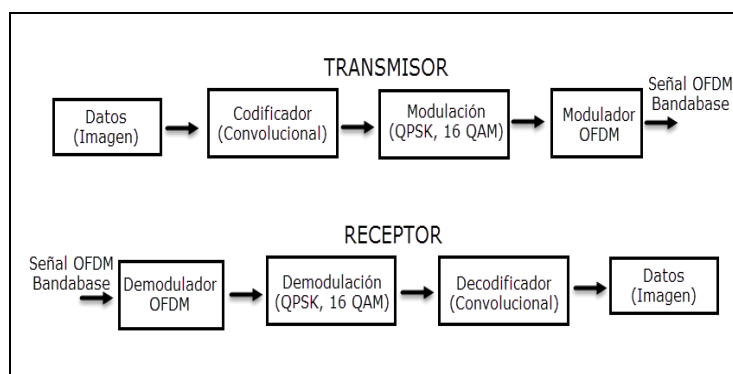 TRANSMISOR
Datos
(Imagen)
Codificador
(Convolucional)
Modulación
(QPSK, 16 QAM)
Modulador
OFDM
Señal OFDM
Bandabase
RECEPTOR
Señal OFDM
Bandabase
Demodulador
OFDM
Demodulación
(QPSK, 16 QAM)
Decodificador
(Convolucional)
Datos
(Imagen)